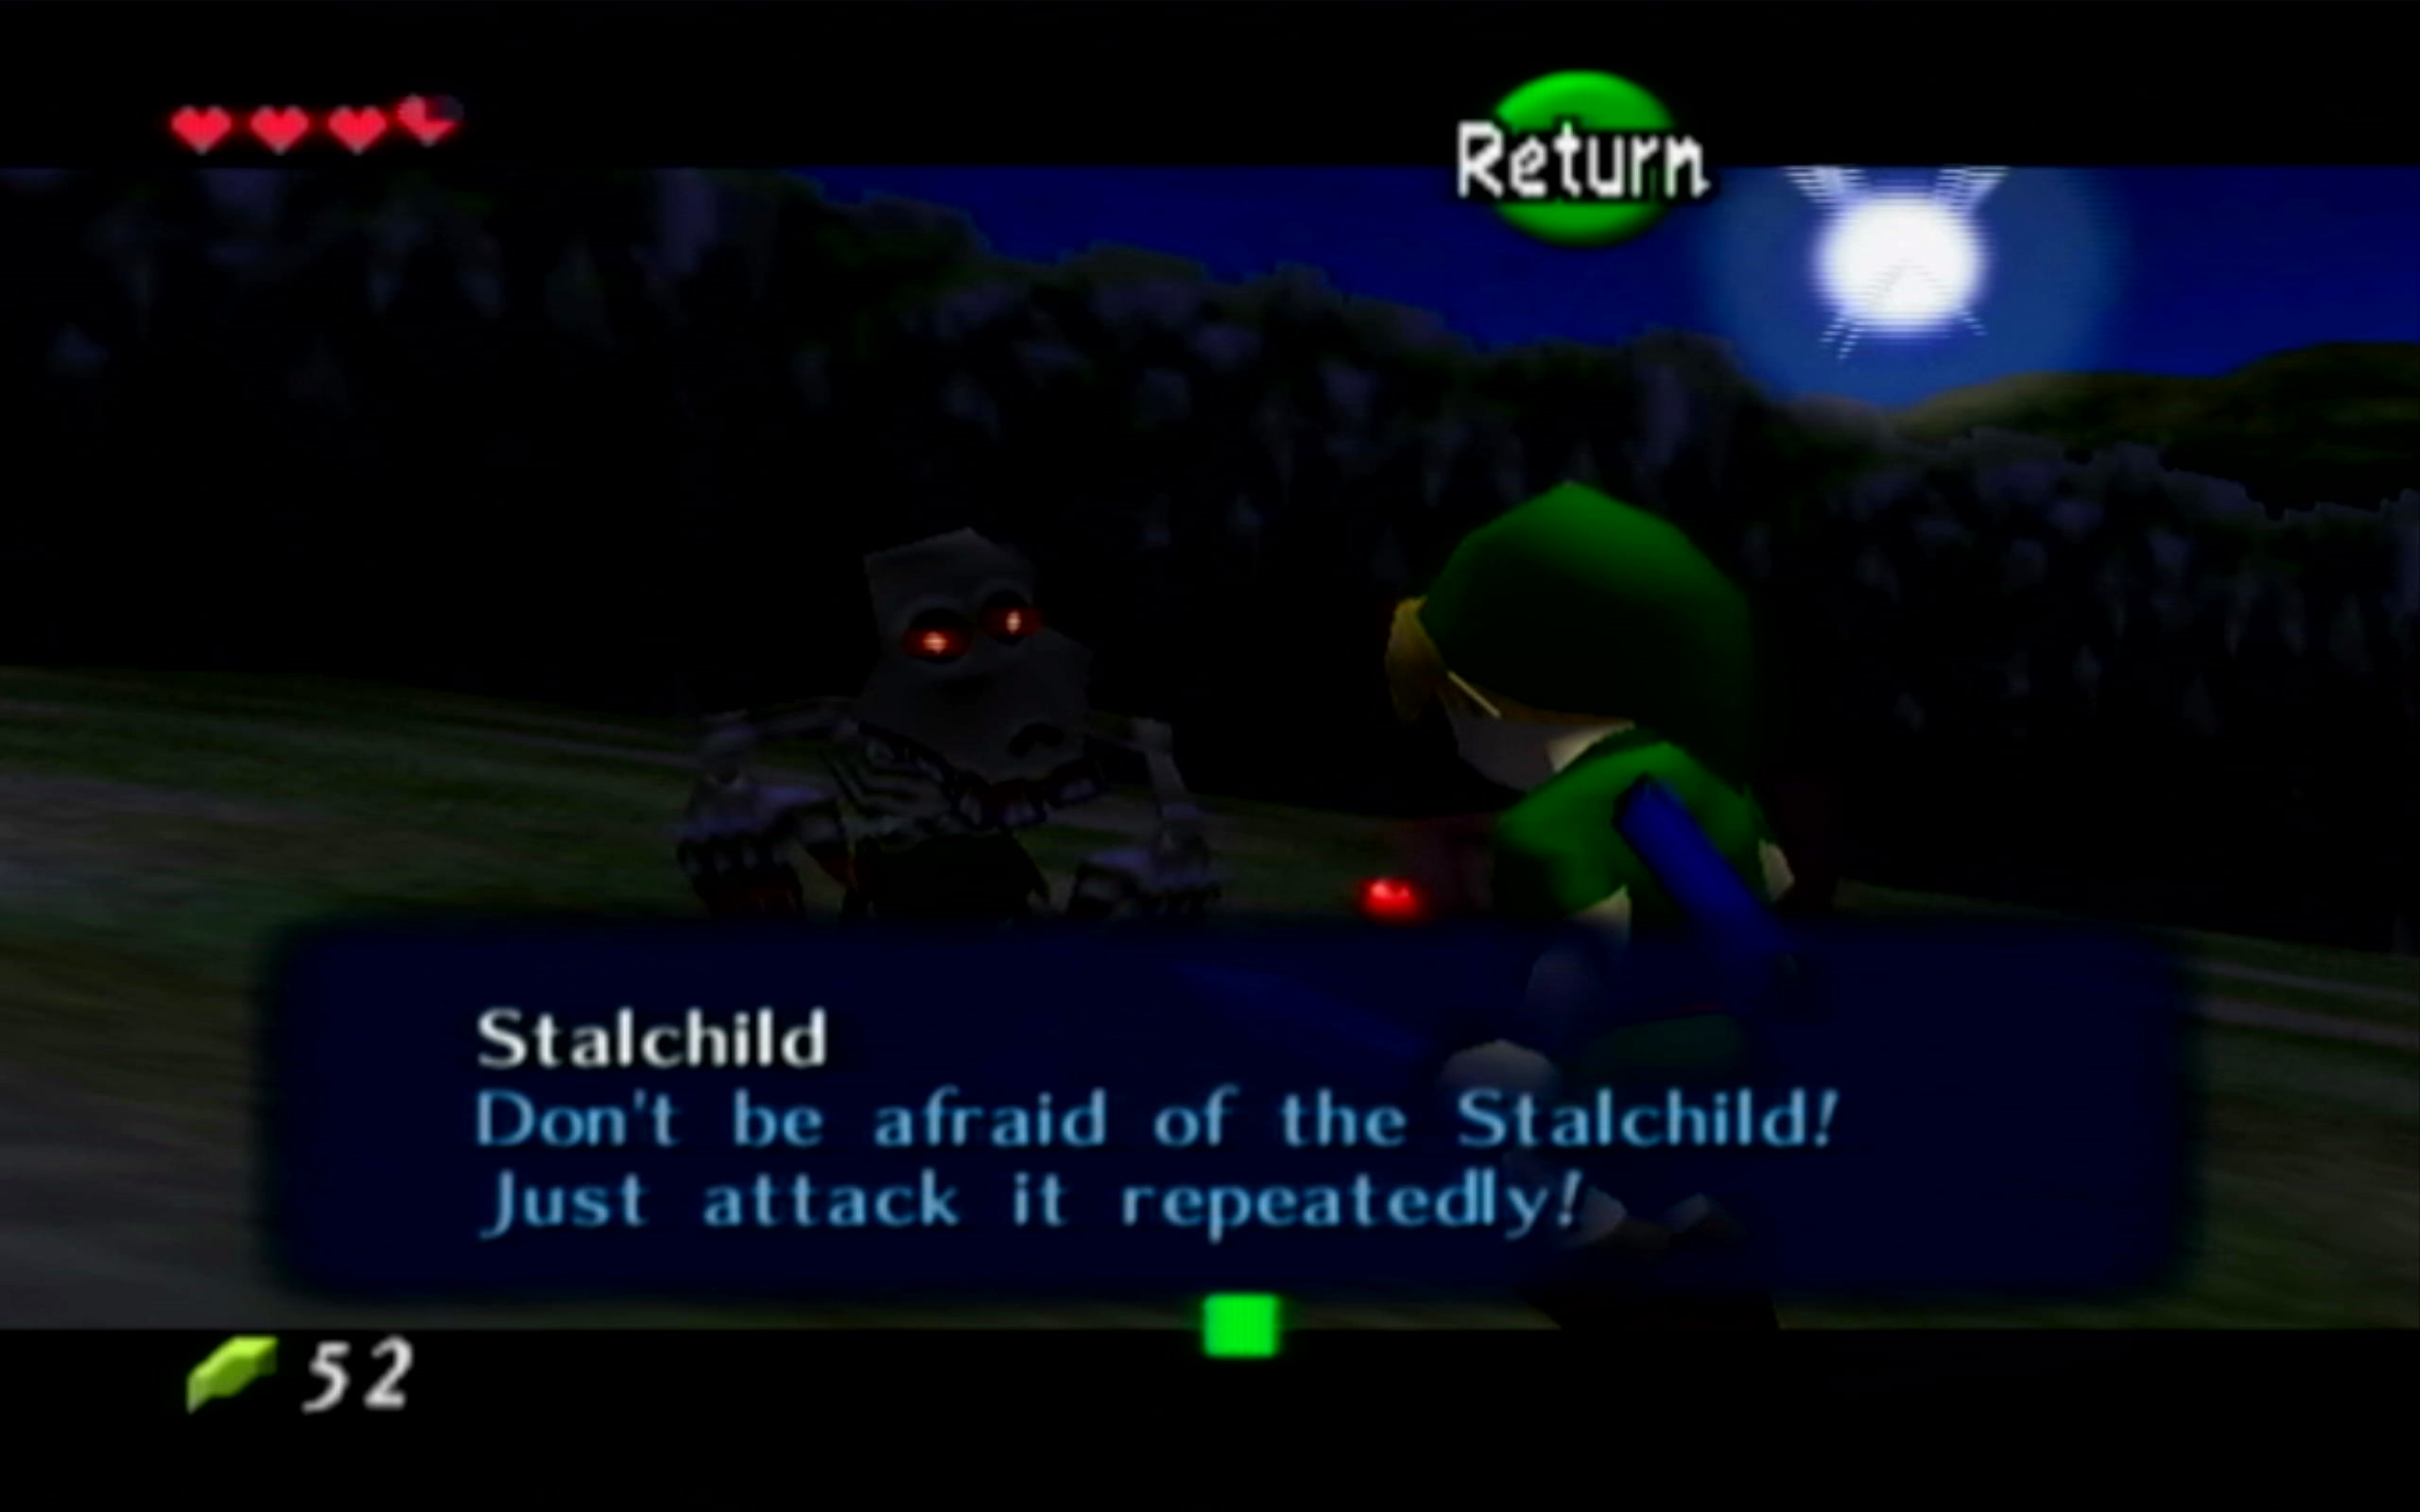 Return
Stalchild
Don't be afraid of the Stalchild!
Just attack it repeatedly!
52